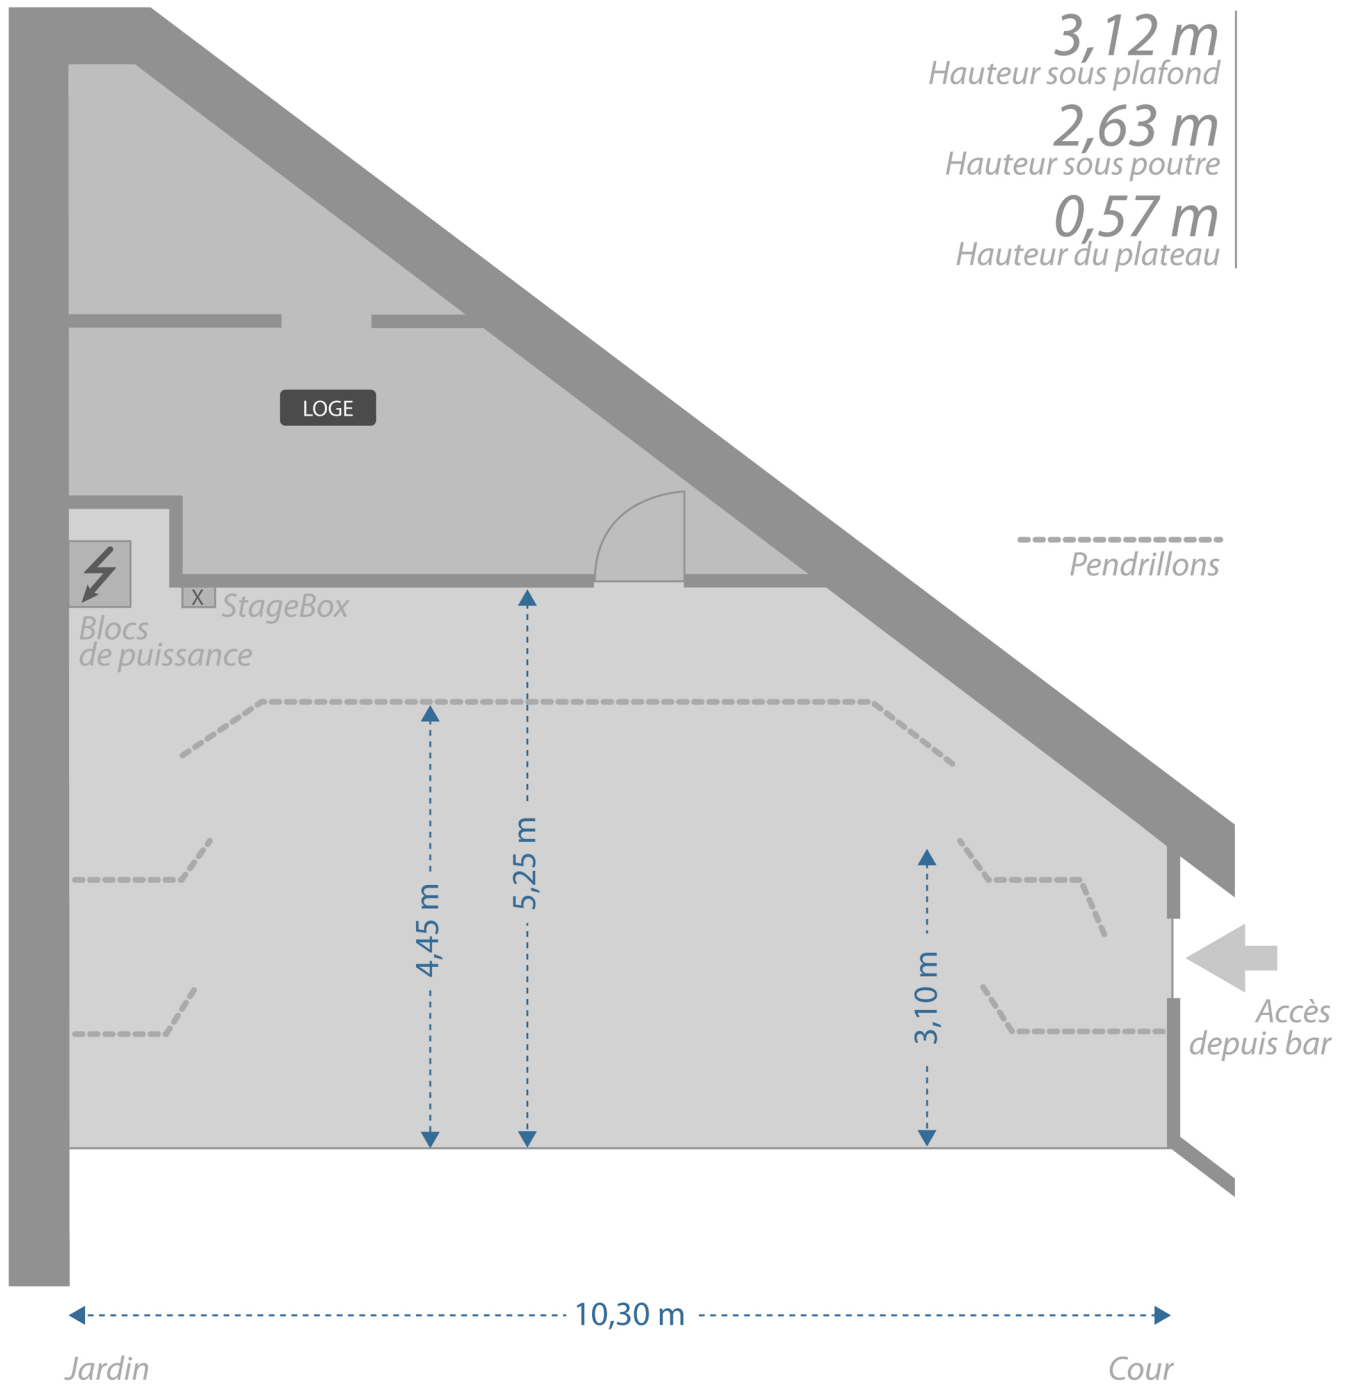 3,12 m
Hauteur sous plafond
2,63 m
Hauteur sous poutre
0,57 m
Hauteur du plateau
LOGE
Pendrillons
X
StageBox
Blocs
de puissance
5,25 m
4,45 m
3,10 m
Accès
depuis bar
10,30 m
Jardin
Cour